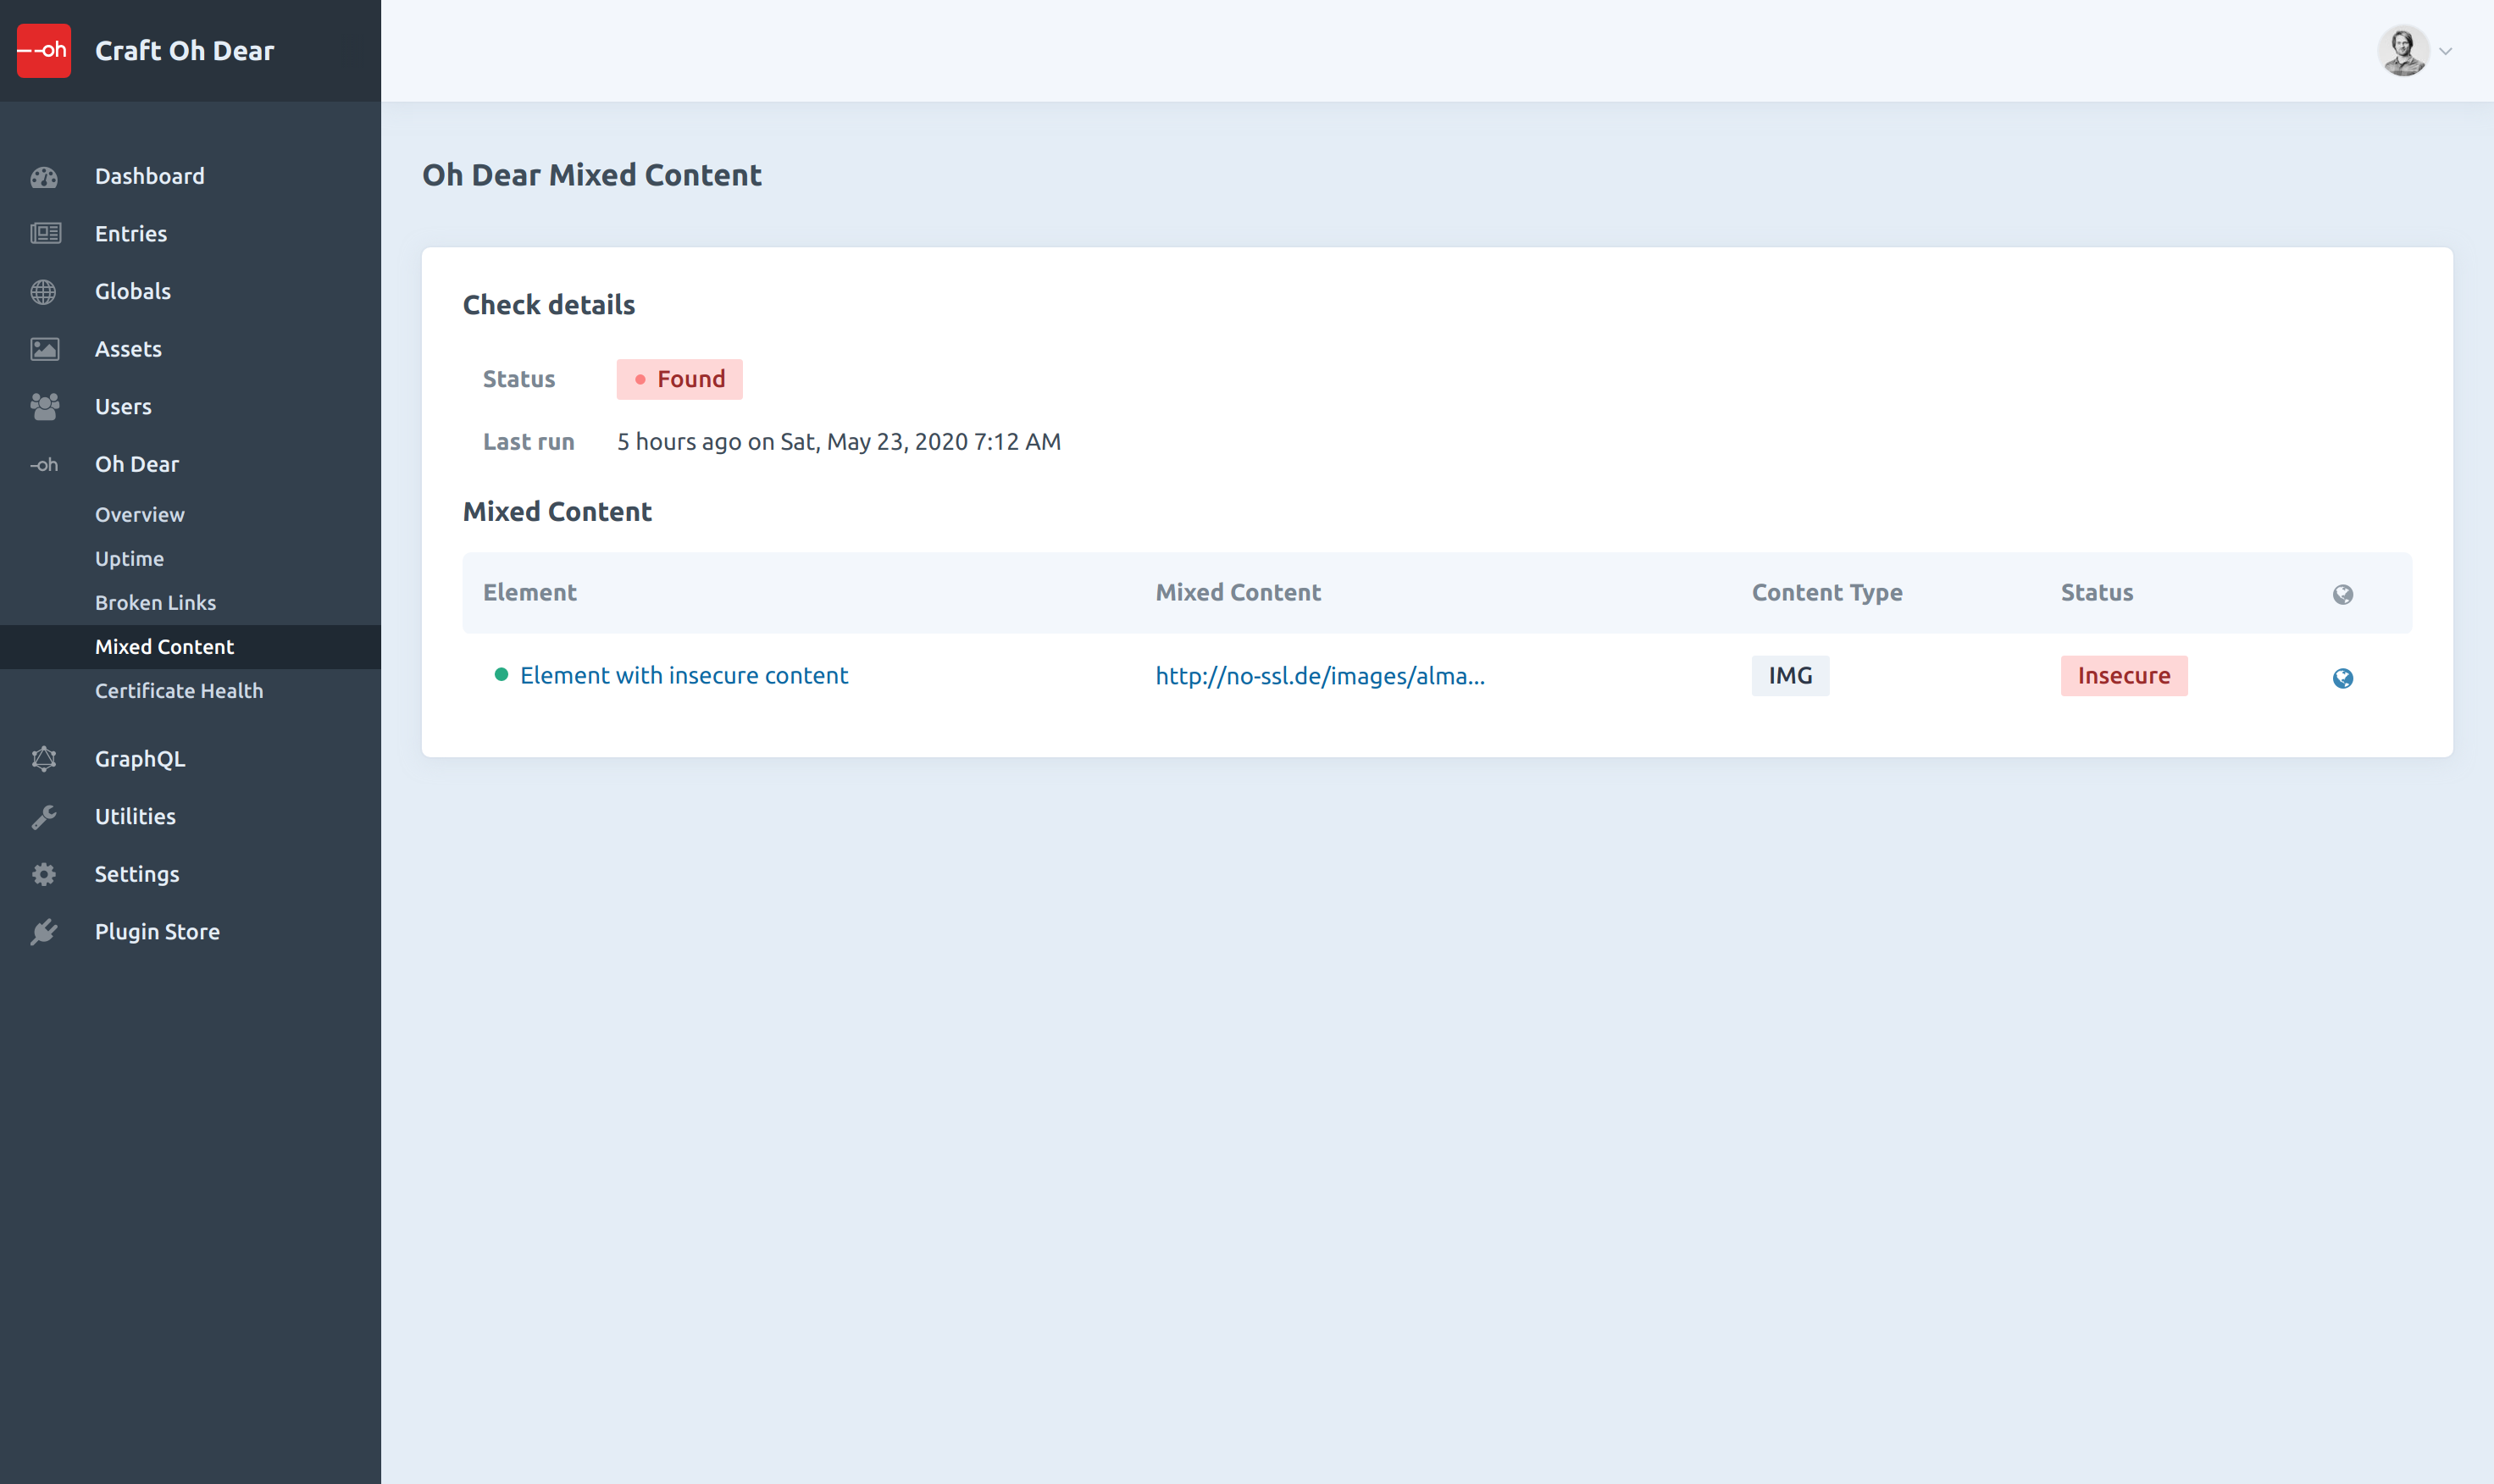 -oh Craft Oh Dear
Dashboard
Entries
Globals
Assets
Users
-oh Oh Dear
Overview
Uptime
Broken Links
Mixed Content
Certificate Health
GraphQL
Utilities
Settings
Plugin Store
Oh Dear Mixed Content
Check details
Status Found
Last run 5 hours ago on Sat, May 23, 2020 7:12 AM
Mixed Content
Element Mixed Content Content Type Status
Element with insecure content http://no-ssl.de/images/alma... IMG Insecure